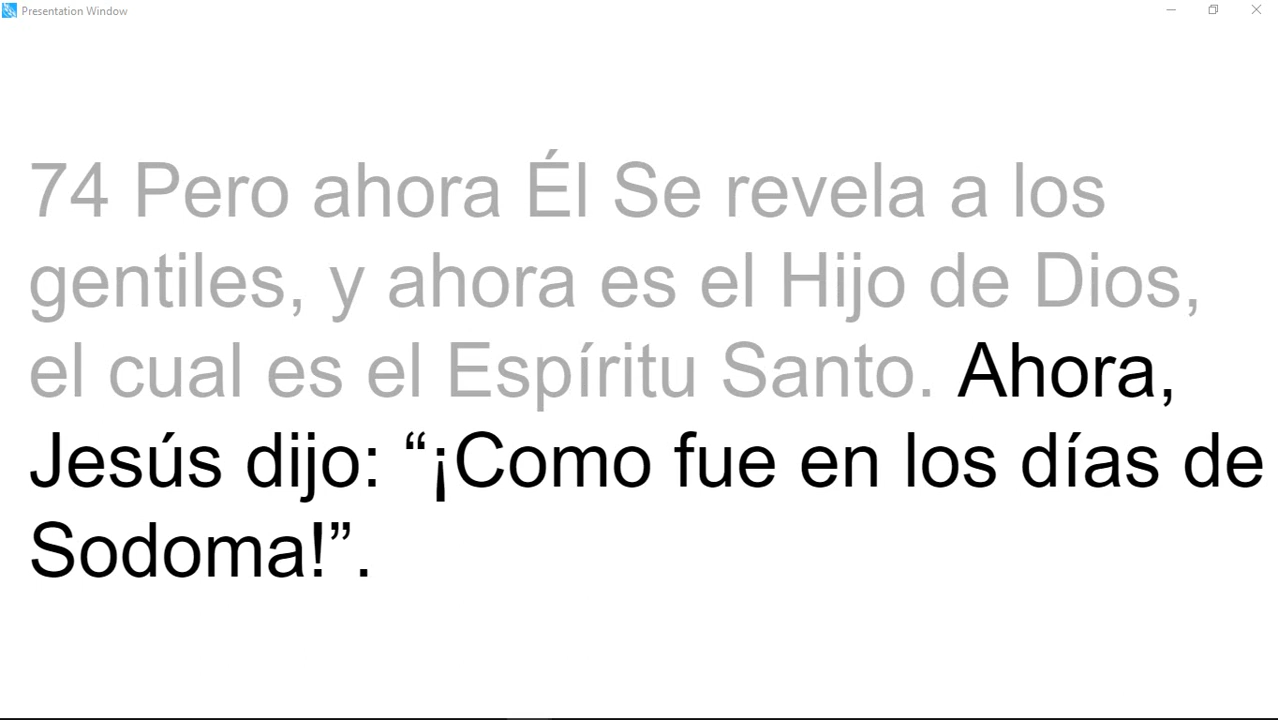 Presentation Window
74 Pero ahora Él Se revela a los
gentiles, y ahora es el Hijo de Dios,
el cual es el Espíritu Santo. Ahora,
Jesús dijo: “¡Como fue en los días de
Sodoma!”.